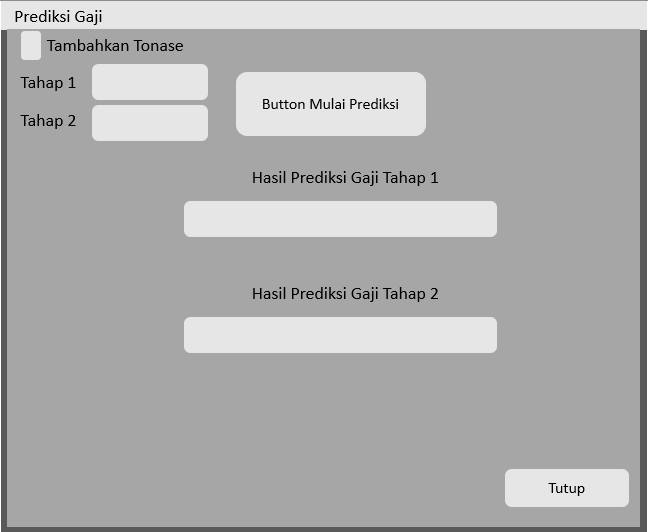 Prediksi Gaji
Tambahkan Tonase
Tahap 1
Button Mulai Prediksi
Tahap 2
Hasil Prediksi Gaji Tahap 1
Hasil Prediksi Gaji Tahap 2
Tutup